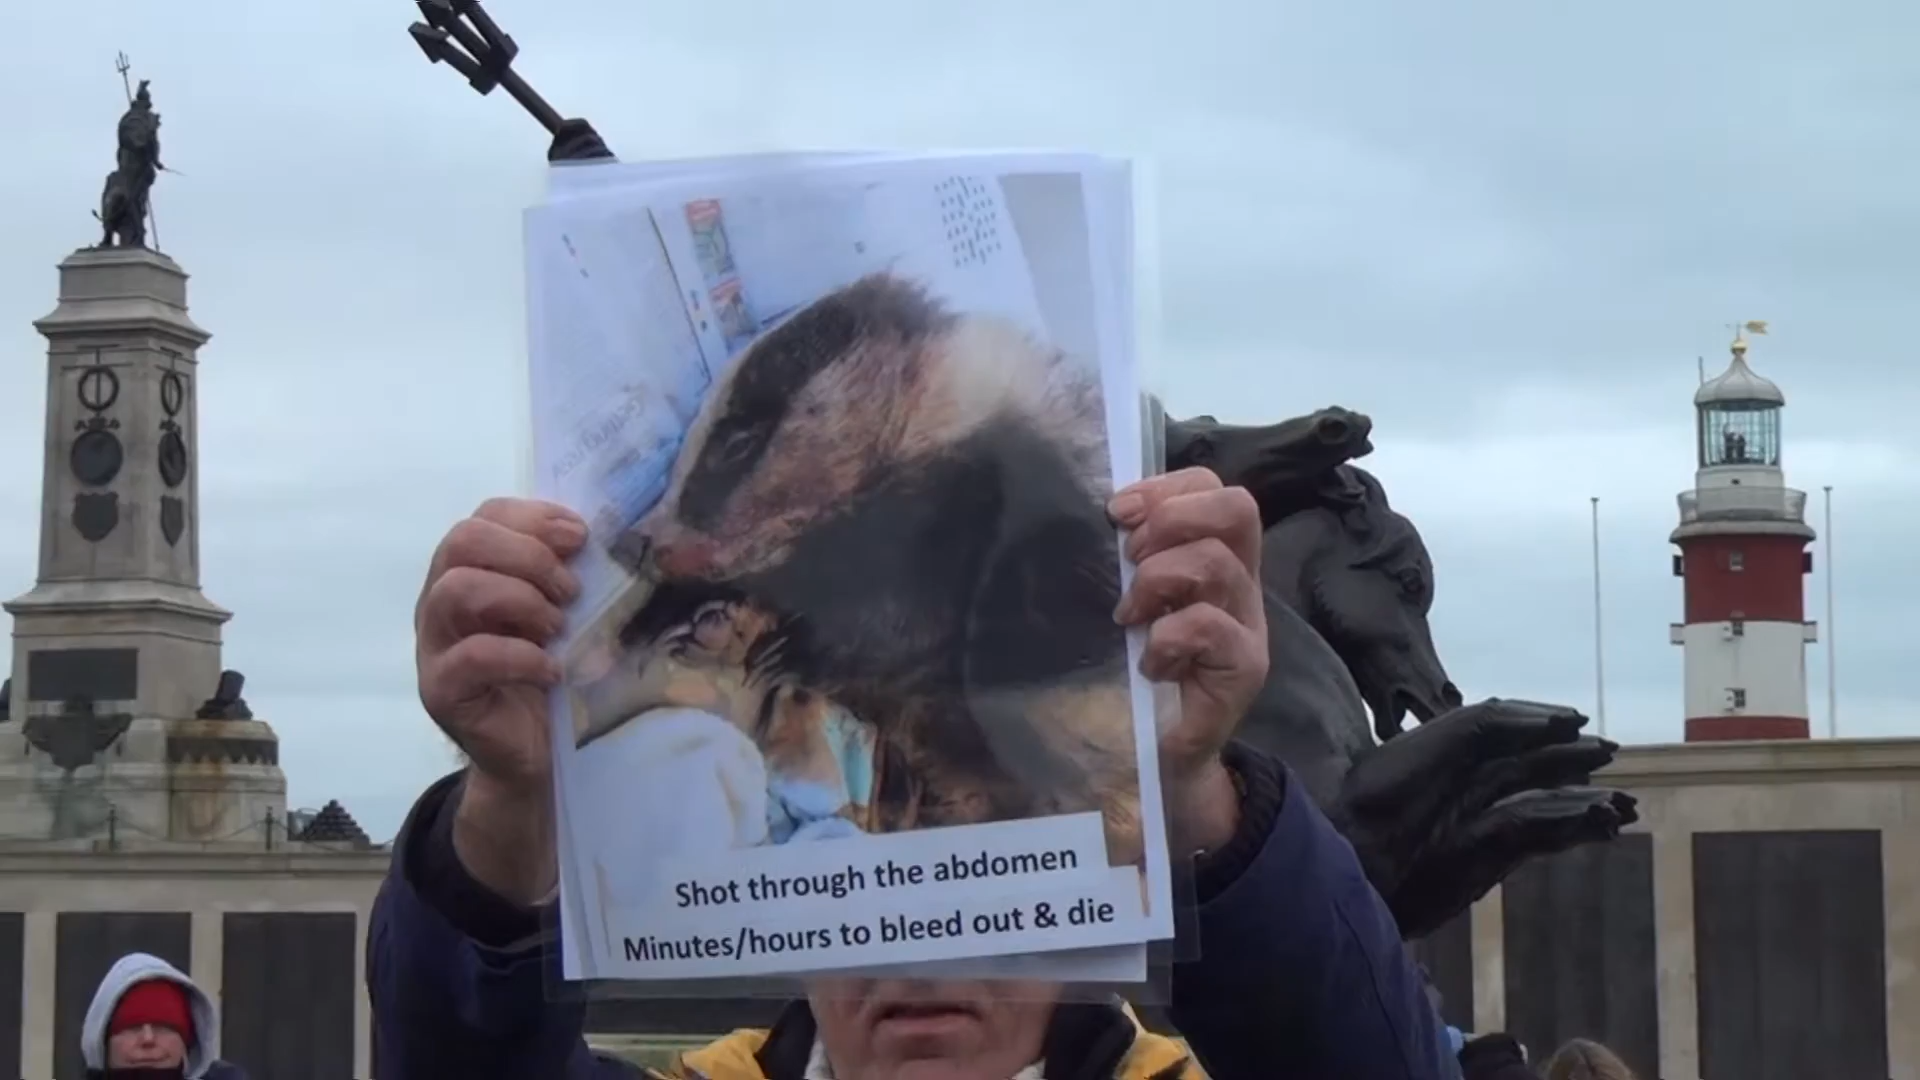 Shot through the abdomen
Minutes/hours to bleed out & die